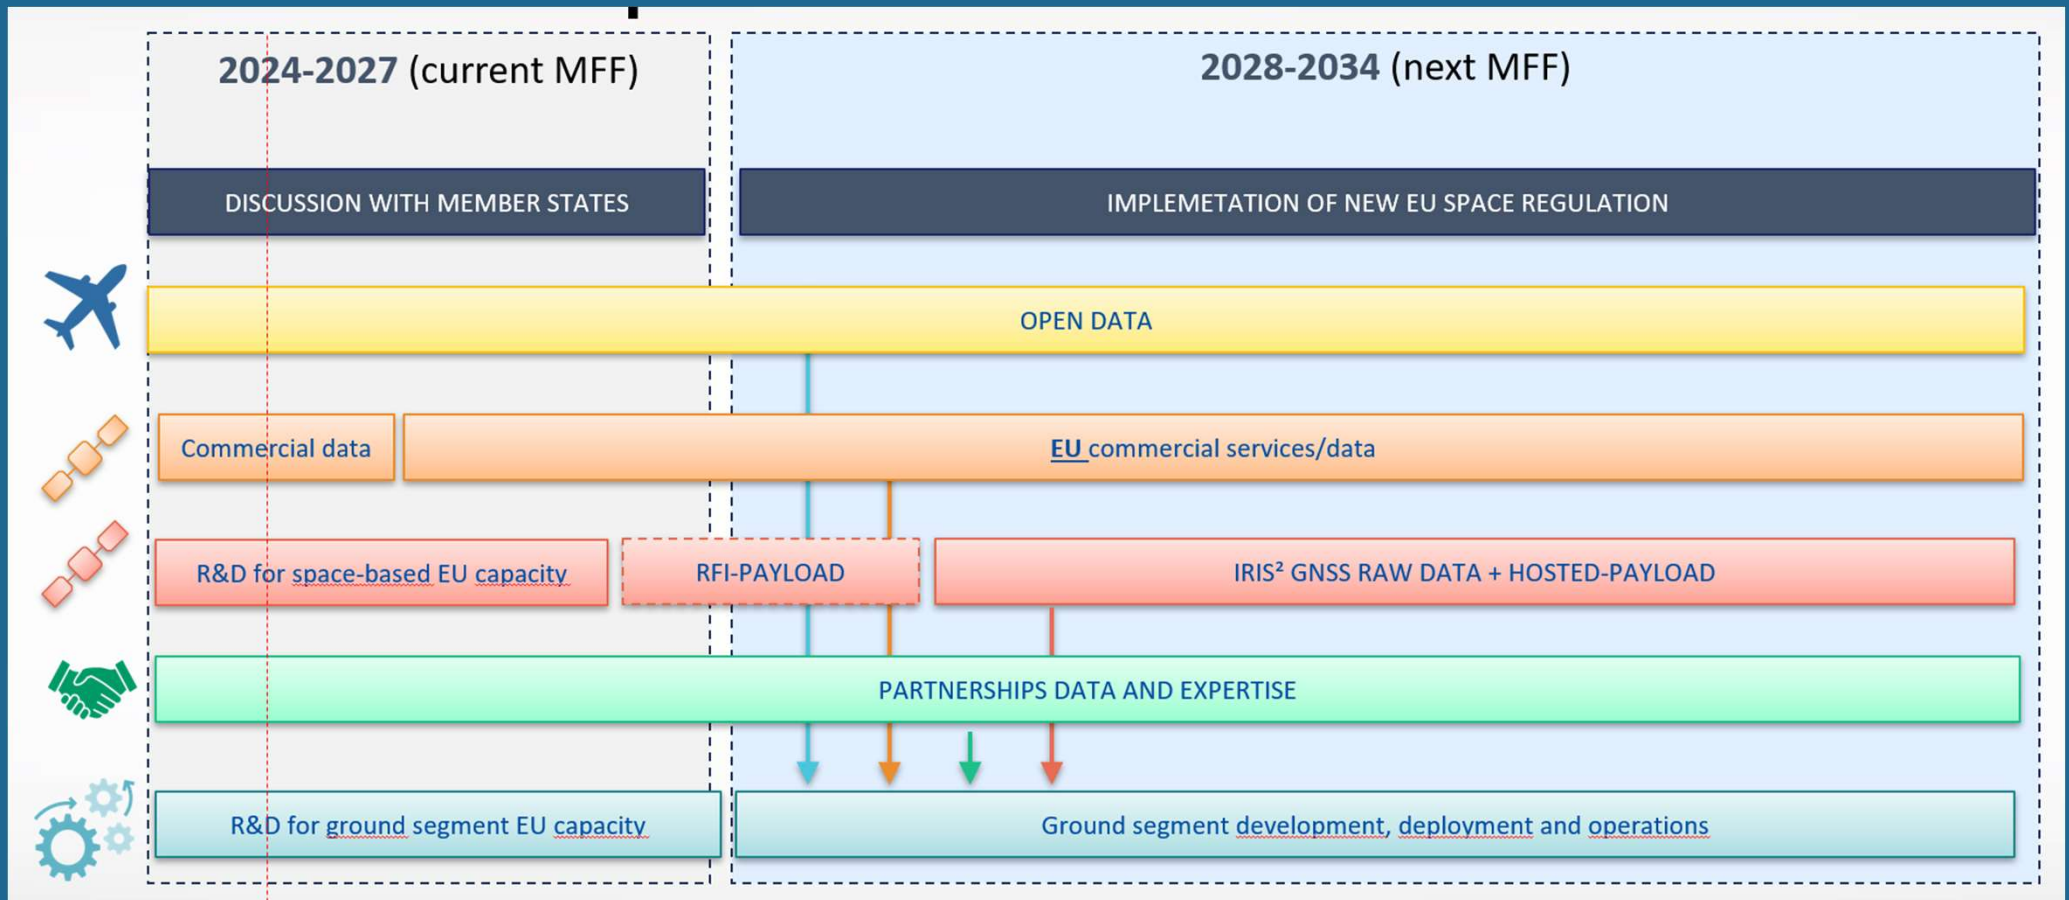 2024-2027 (current MFF)
2028-2034 (next MFF)
DISCUSSION WITH MEMBER STATES
IMPLEMETATION OF NEW EU SPACE REGULATION
OPEN DATA
Commercial data
EU commercial services/data
R&D for space-based EU capacity
RFI-PAYLOAD
IRIS² GNSS RAW DATA + HOSTED-PAYLOAD
PARTNERSHIPS DATA AND EXPERTISE
R&D for ground segment EU capacity
Ground segment development, deployment and operations